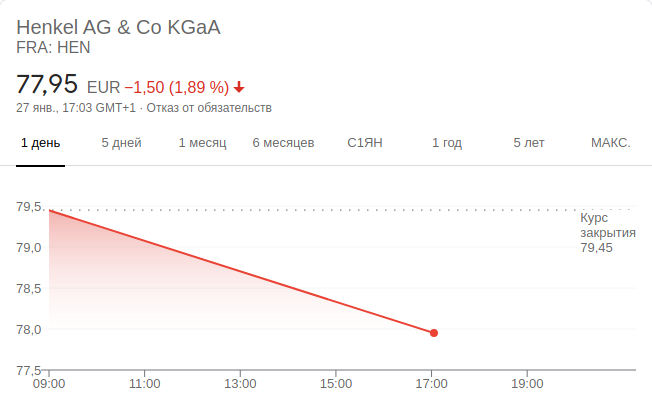 Henkel AG & Co KGaA
FRA: HEN
77,95 EUR −1,50 (1,89 %)
27 янв., 17:03 GMT+1 · Отказ от обязательств
1 день 5 дней 1 месяц 6 месяцев С1ЯН 1 год 5 лет МАКС.
79,5
Курс
закрытия
79,45
79,0
78,5
78,0
77,5
09:00 11:00 13:00 15:00 17:00 19:00